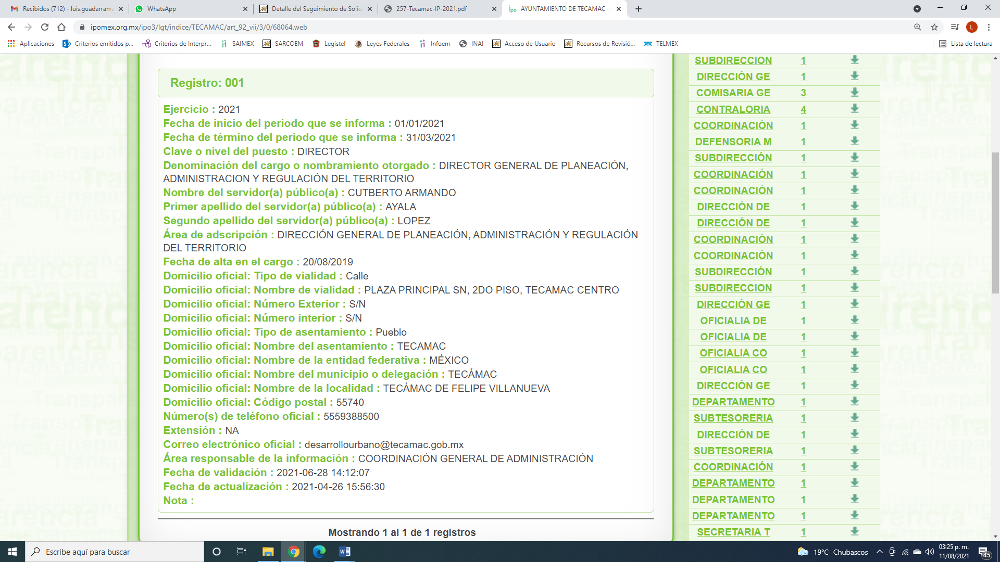 Recibidos (712) - luis.guadarrama
WhatsApp
Detalle del Seguimiento de Solici
257-Tecamac-IP-2021.pdf
AYUNTAMIENTO DE TECAMAC -
ipomex.org.mx/ipo3/lgt/indice/TECAMAC/art_92_vii/3/0/68064.web
L
Aplicaciones
Criterios emitidos p...
Criterios de Interpr...
SAIMEX
SARCOEM
Legistel
Leyes Federales
Infoem
INAI
Acceso de Usuario
Recursos de Revisió...
TELMEX
Lista de lectura
Registro: 001
Ejercicio : 2021
Fecha de inicio del periodo que se informa : 01/01/2021
Fecha de término del periodo que se informa : 31/03/2021
Clave o nivel del puesto : DIRECTOR
Denominación del cargo o nombramiento otorgado : DIRECTOR GENERAL DE PLANEACIÓN,
ADMINISTRACION Y REGULACIÓN DEL TERRITORIO
Nombre del servidor(a) público(a) : CUTBERTO ARMANDO
Primer apellido del servidor(a) público(a) : AYALA
Segundo apellido del servidor(a) público(a) : LOPEZ
Área de adscripción : DIRECCIÓN GENERAL DE PLANEACIÓN, ADMINISTRACIÓN Y REGULACIÓN
DEL TERRITORIO
Fecha de alta en el cargo : 20/08/2019
Domicilio oficial: Tipo de vialidad : Calle
Domicilio oficial: Nombre de vialidad : PLAZA PRINCIPAL SN, 2DO PISO, TECAMAC CENTRO
Domicilio oficial: Número Exterior : S/N
Domicilio oficial: Número interior : S/N
Domicilio oficial: Tipo de asentamiento : Pueblo
Domicilio oficial: Nombre del asentamiento : TECAMAC
Domicilio oficial: Nombre de la entidad federativa : MÉXICO
Domicilio oficial: Nombre del municipio o delegación : TECÁMAC
Domicilio oficial: Nombre de la localidad : TECÁMAC DE FELIPE VILLANUEVA
Domicilio oficial: Código postal : 55740
Número(s) de teléfono oficial : 5559388500
Extensión : NA
Correo electrónico oficial : desarrollourbano@tecamac.gob.mx
Área responsable de la información : COORDINACIÓN GENERAL DE ADMINISTRACIÓN
Fecha de validación : 2021-06-28 14:12:07
Fecha de actualización : 2021-04-26 15:56:30
Nota :
Mostrando 1 al 1 de 1 registros
SUBDIRECCION 1
DIRECCIÓN GE 1
COMISARIA GE 3
CONTRALORIA 4
COORDINACIÓN 1
DEFENSORIA M 1
SUBDIRECCIÓN 1
COORDINACIÓN 1
COORDINACIÓN 1
DIRECCIÓN DE 1
DIRECCIÓN DE 1
COORDINACIÓN 1
COORDINACIÓN 1
SUBDIRECCIÓN 1
SUBDIRECCION 1
DIRECCIÓN GE 1
OFICIALIA DE 1
OFICIALIA DE 1
OFICIALIA CO 1
OFICIALIA CO 1
DIRECCIÓN GE 1
DEPARTAMENTO 1
SUBTESORERIA 1
DIRECCIÓN DE 1
SUBTESORERIA 1
COORDINACIÓN 1
DEPARTAMENTO 1
DEPARTAMENTO 1
DEPARTAMENTO 1
SECRETARIA T 1
Escribe aquí para buscar
19°C Chubascos
03:25 p. m.
11/08/2021
45